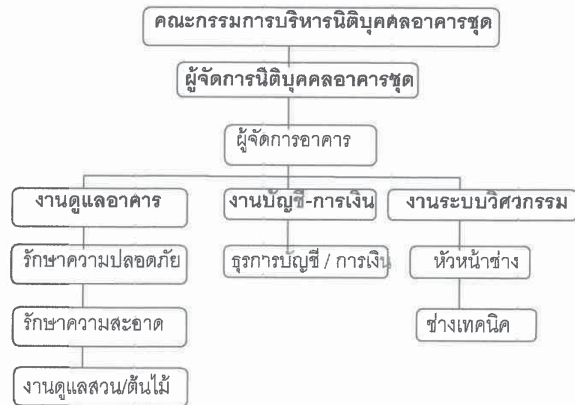 คณะกรรมการบริหารนิติบุคคลอาคารชุด
ผู้จัดการนิติบุคคลอาคารชุด
ผู้จัดการอาคาร
งานดูแลอาคาร
งานบัญชี-การเงิน
งานระบบวิศวกรรม
รักษาความปลอดภัย
ธุรการบัญชี / การเงิน
หัวหน้าช่าง
รักษาความสะอาด
ช่างเทคนิค
งานดูแลสวน/ต้นไม้